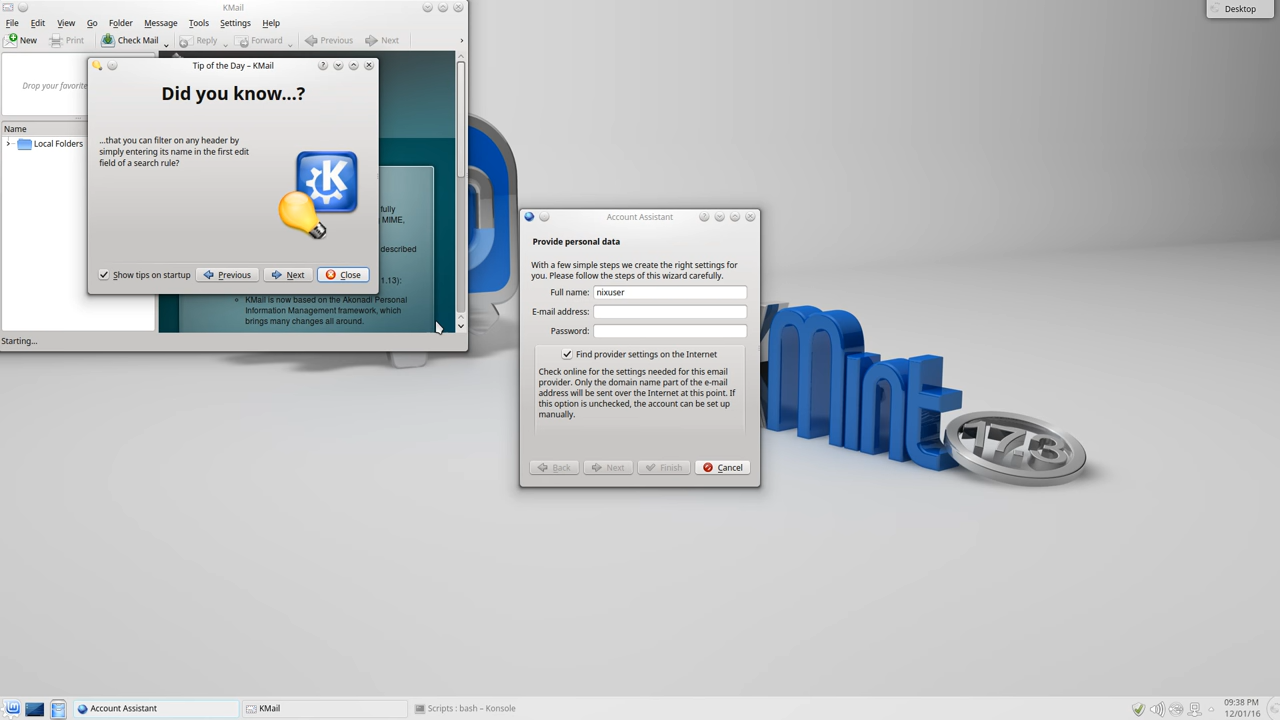 KMail
File Edit View Go Folder Message Tools Settings Help
New Print Check Mail Reply Forward Previous Next
Drop your favorite
Name
Local Folders
Tip of the Day – KMail
Did you know...?
...that you can filter on any header by
simply entering its name in the first edit
field of a search rule?
Show tips on startup Previous Next Close
fully
MIME,
described
1.13):
KMail is now based on the Akonadi Personal
Information Management framework, which
brings many changes all around.
Starting...
Desktop
Account Assistant
Provide personal data
With a few simple steps we create the right settings for
you. Please follow the steps of this wizard carefully.
Full name: nixuser
E-mail address:
Password:
Find provider settings on the Internet
Check online for the settings needed for this email
provider. Only the domain name part of the e-mail
address will be sent over the Internet at this point. If
this option is unchecked, the account can be set up
manually.
Back Next Finish Cancel
Mint
17.3
Account Assistant KMail Scripts : bash – Konsole
09:38 PM
12/01/16